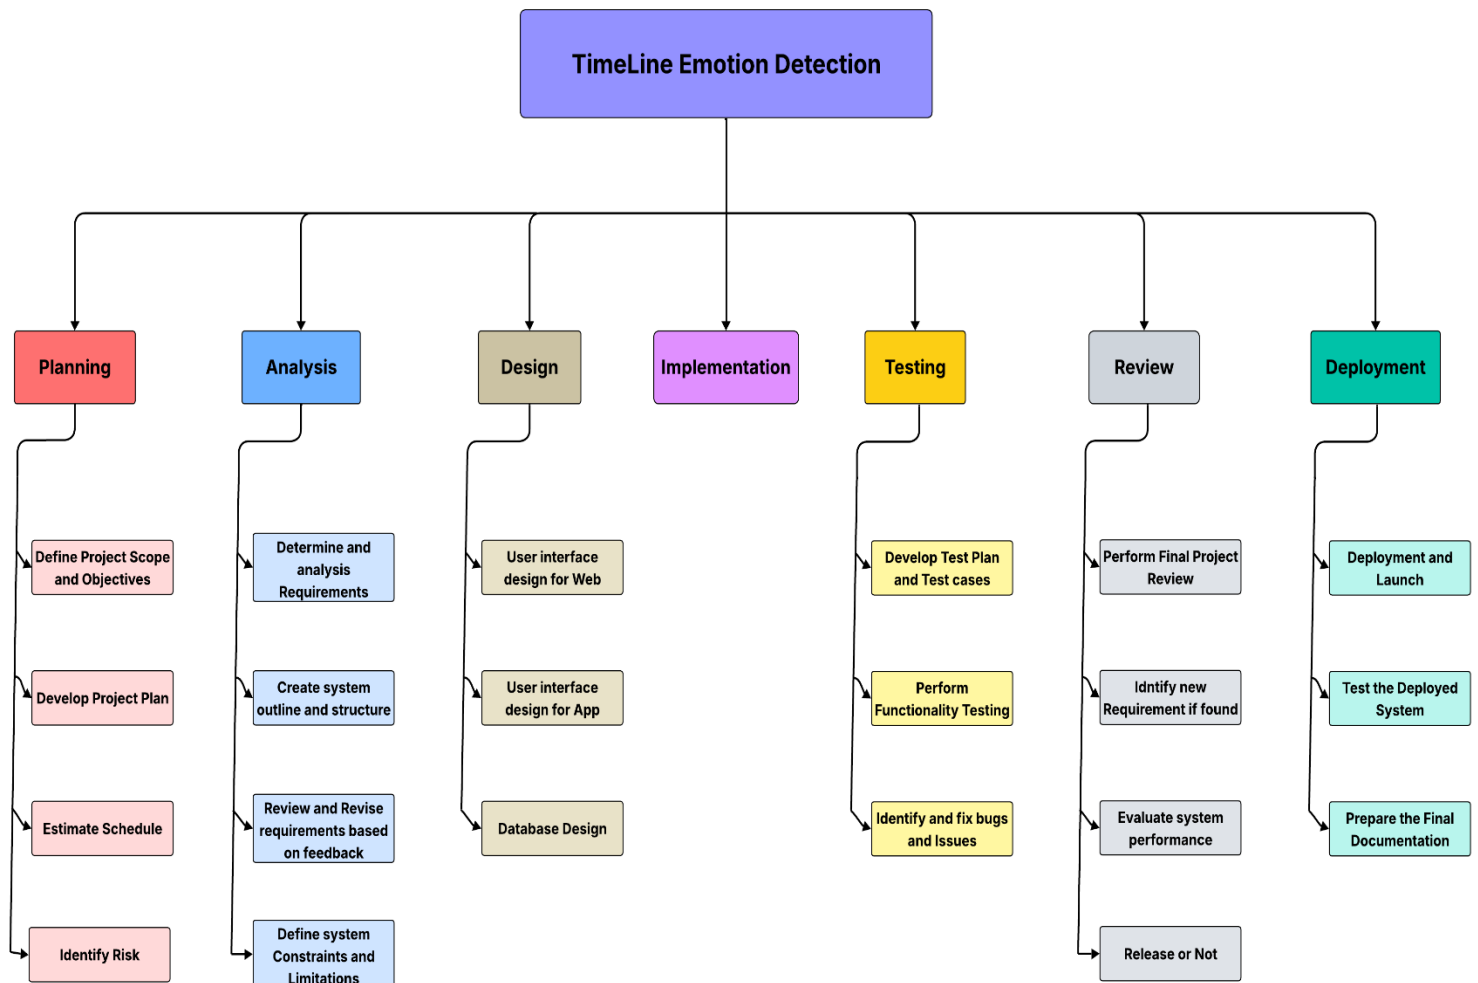 TimeLine Emotion Detection
Planning
Analysis
Design
Implementation
Testing
Review
Deployment
Define Project Scope
and Objectives
Develop Project Plan
Estimate Schedule
Identify Risk
Determine and
analysis
Requirements
Create system
outline and structure
Review and Revise
requirements based
on feedback
Define system
Constraints and
Limitations
User interface
design for Web
User interface
design for App
Database Design
Develop Test Plan
and Test cases
Perform
Functionality Testing
Identify and fix bugs
and Issues
Perform Final Project
Review
Idntify new
Requirement if found
Evaluate system
performance
Release or Not
Deployment and
Launch
Test the Deployed
System
Prepare the Final
Documentation